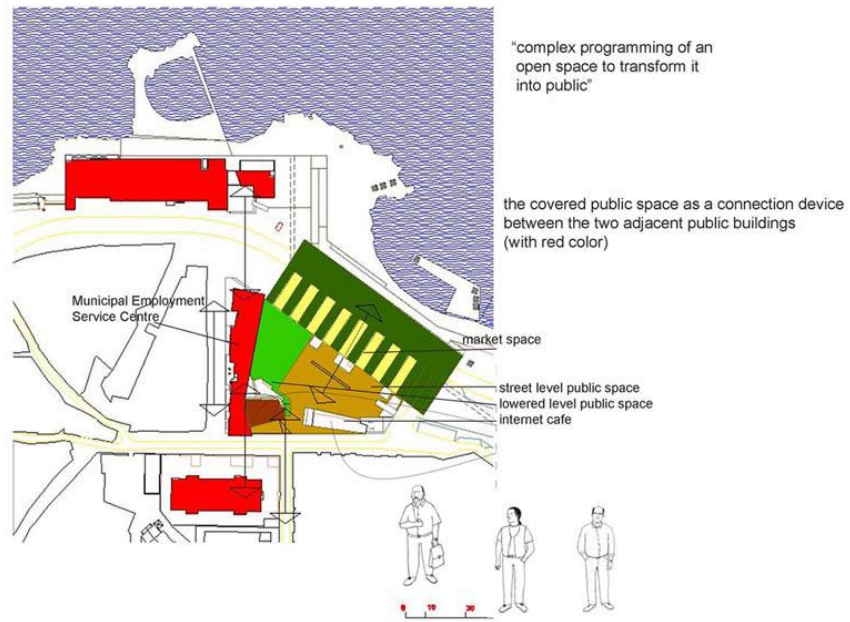 “complex programming of an
open space to transform it
into public”
the covered public space as a connection device
between the two adjacent public buildings
(with red color)
Municipal Employment
Service Centre
market space
street level public space
lowered level public space
internet cafe
0 10 30